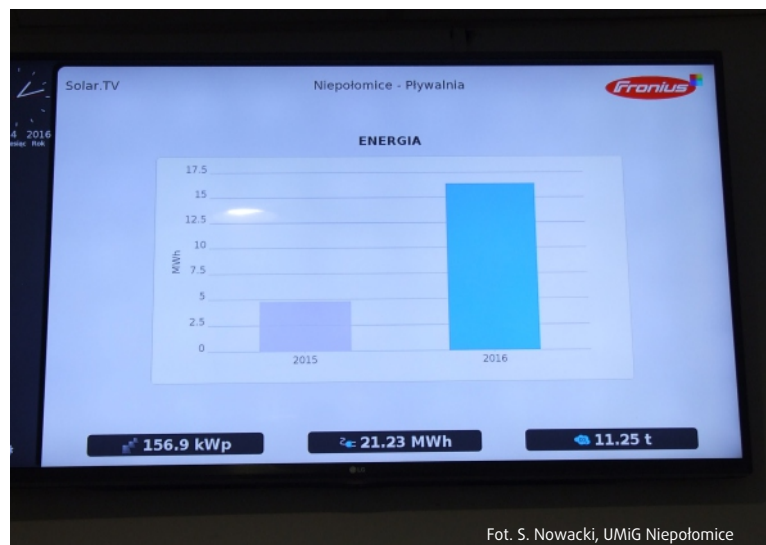 Solar.TV
Niepołomice - Pływalnia
Fronius
4 2016
Rok
ENERGIA
17.5
15
12.5
10
7.5
5
2.5
0
MWh
2015
2016
156.9 kWp
21.23 MWh
11.25 t
LG
Fot. S. Nowacki, UMiG Niepołomice